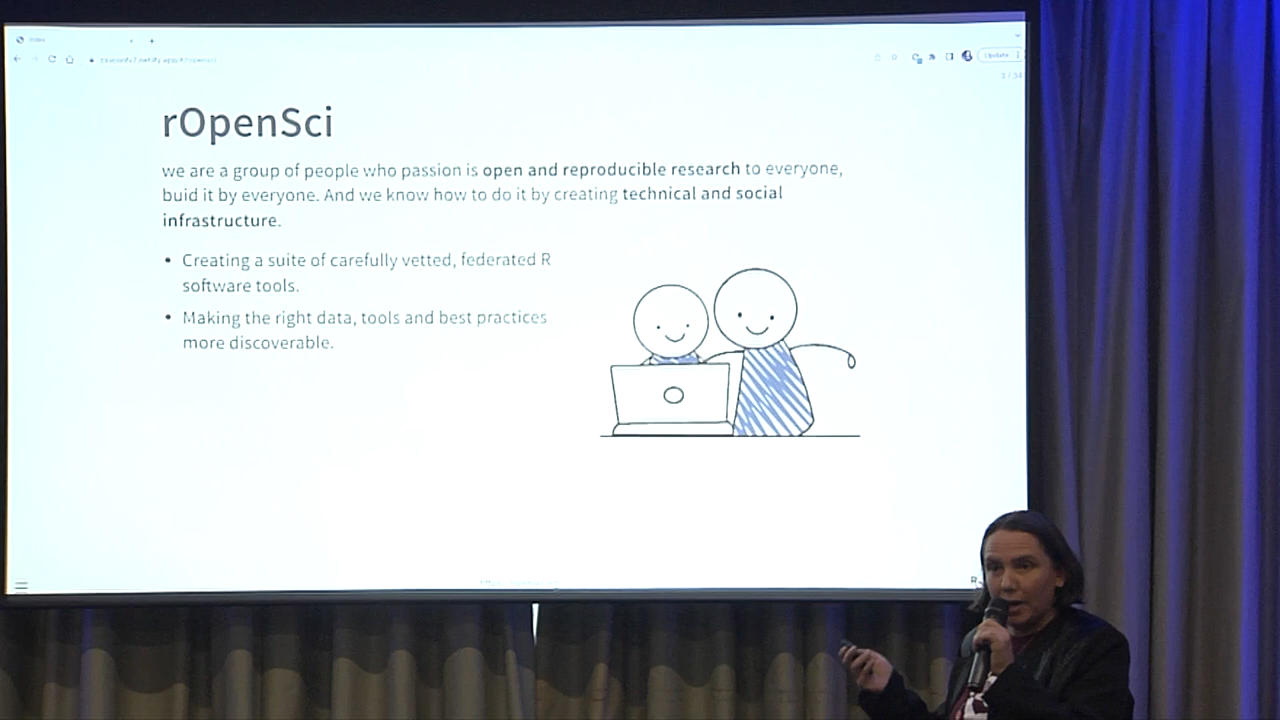 Update
rOpenSci
we are a group of people who passion is open and reproducible research to everyone,
buid it by everyone. And we know how to do it by creating technical and social
infrastructure.
• Creating a suite of carefully vetted, federated R
software tools.
• Making the right data, tools and best practices
more discoverable.